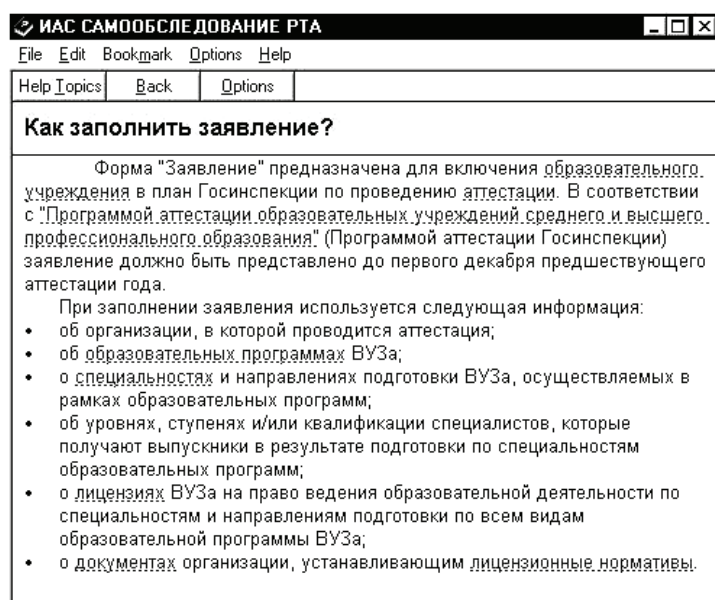 ИАС САМООБСЛЕДОВАНИЕ РТА
File Edit Bookmark Options Help
Help Topics Back Options
Как заполнить заявление?
Форма "Заявление" предназначена для включения образовательного
учреждения в план Госинспекции по проведению аттестации. В соответствии
с "Программой аттестации образовательных учреждений среднего и высшего
профессионального образования" (Программой аттестации Госинспекции)
заявление должно быть представлено до первого декабря предшествующего
аттестации года.
При заполнении заявления используется следующая информация:
• об организации, в которой проводится аттестация;
• об образовательных программах ВУЗа;
• о специальностях и направлениях подготовки ВУЗа, осуществляемых в
рамках образовательных программ;
• об уровнях, ступенях и/или квалификации специалистов, которые
получают выпускники в результате подготовки по специальностям
образовательных программ;
• о лицензиях ВУЗа на право ведения образовательной деятельности по
специальностям и направлениям подготовки по всем видам
образовательной программы ВУЗа;
• о документах организации, устанавливающим лицензионные нормативы.